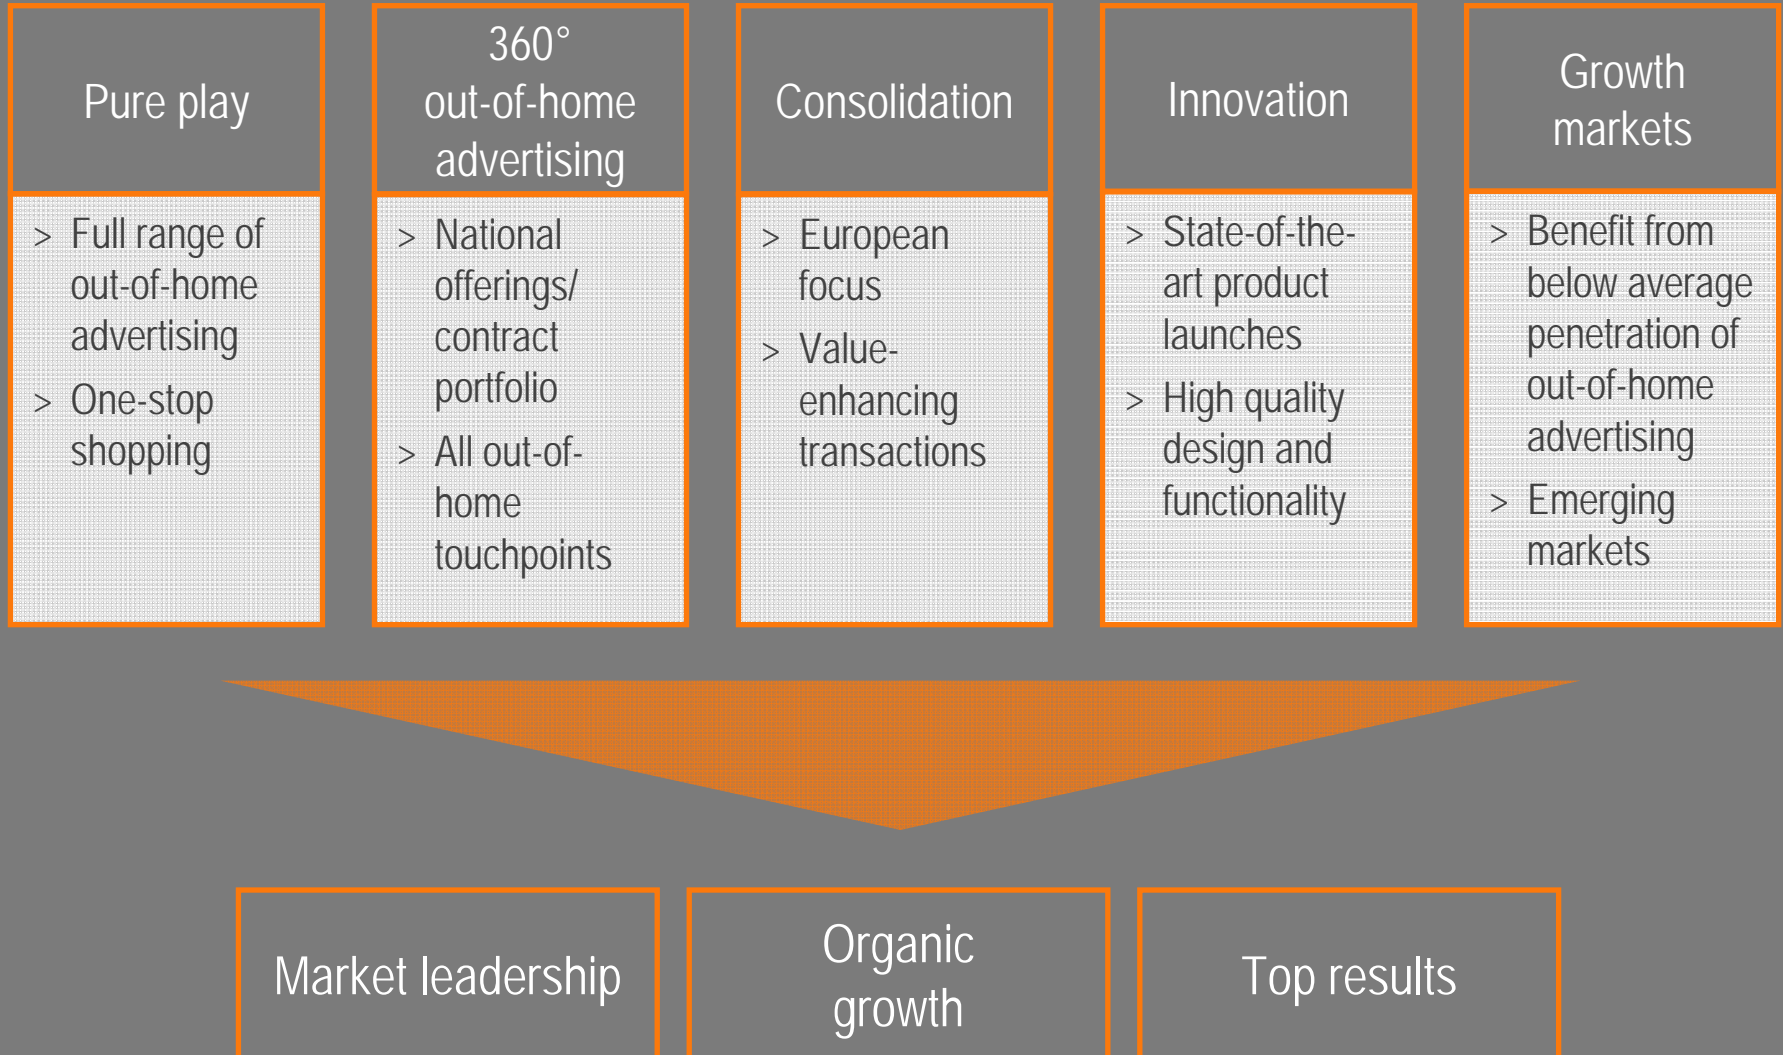 Pure play
> Full range of
out-of-home
advertising
> One-stop
shopping
360°
out-of-home
advertising
> National
offerings/
contract
portfolio
> All out-of-
home
touchpoints
Consolidation
> European
focus
> Value-
enhancing
transactions
Innovation
> State-of-the-
art product
launches
> High quality
design and
functionality
Growth
markets
> Benefit from
below average
penetration of
out-of-home
advertising
> Emerging
markets
Market leadership
Organic
growth
Top results